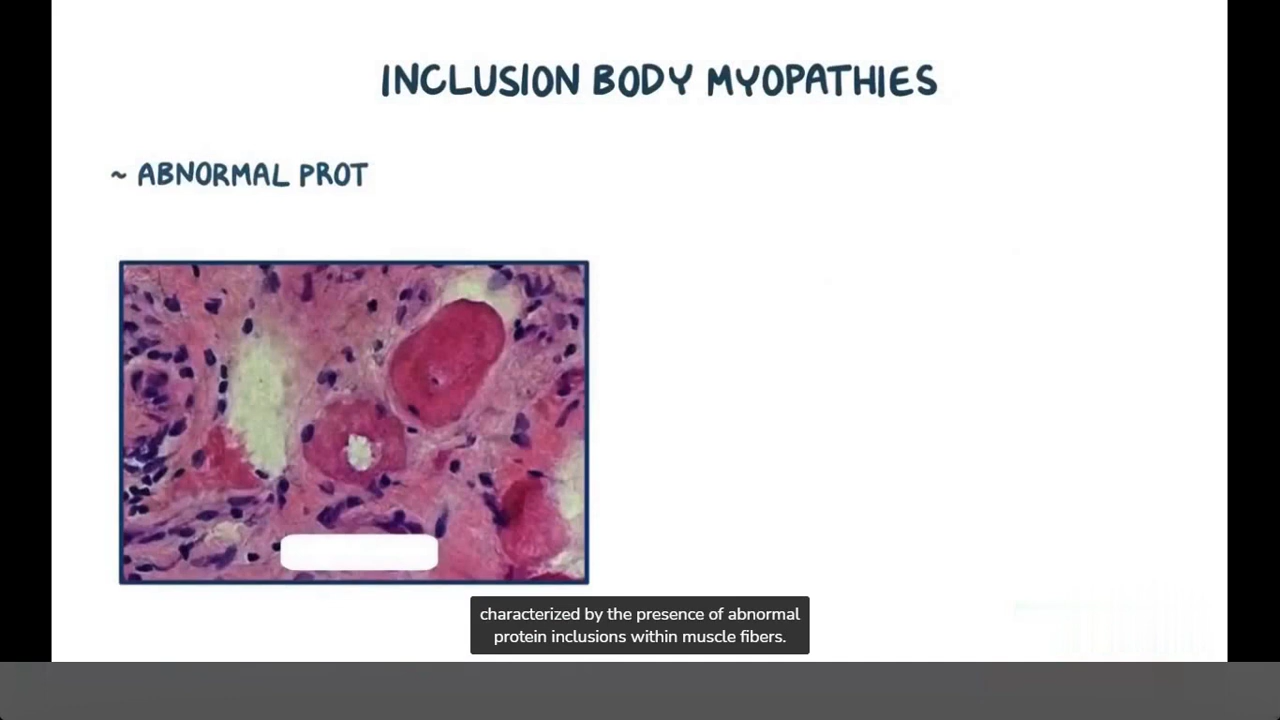 INCLUSION BODY MYOPATHIES
~ ABNORMAL PROT
characterized by the presence of abnormal
protein inclusions within muscle fibers.